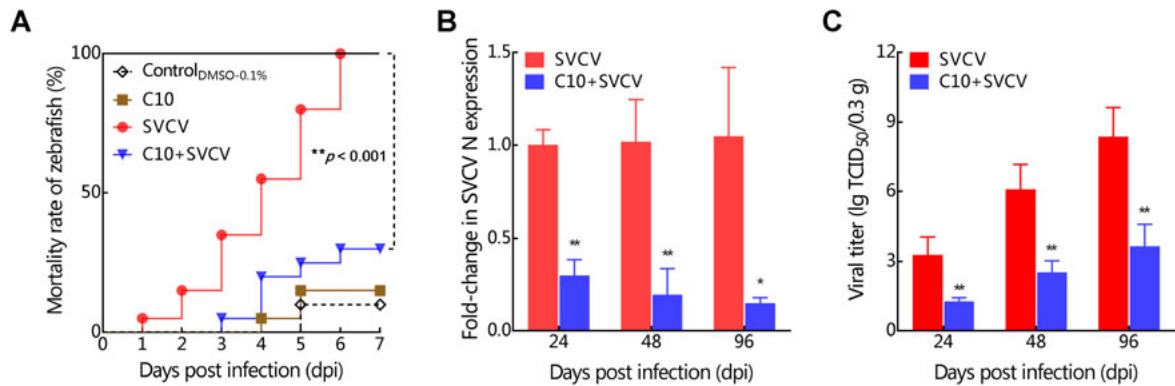 A
Mortality rate of zebrafish (%)
100
50
0
Control DMSO-0.1%
C10
SVCV
C10+SVCV
**p < 0.001
0 1 2 3 4 5 6 7
Days post infection (dpi)
B
Fold-change in SVCV N expression
1.5
1.0
0.5
0.0
SVCV
C10+SVCV
** ** *
24 48 96
Days post infection (dpi)
C
Viral titer (lg TCID50/0.3 g)
12
9
6
3
0
SVCV
C10+SVCV
** ** **
24 48 96
Days post infection (dpi)